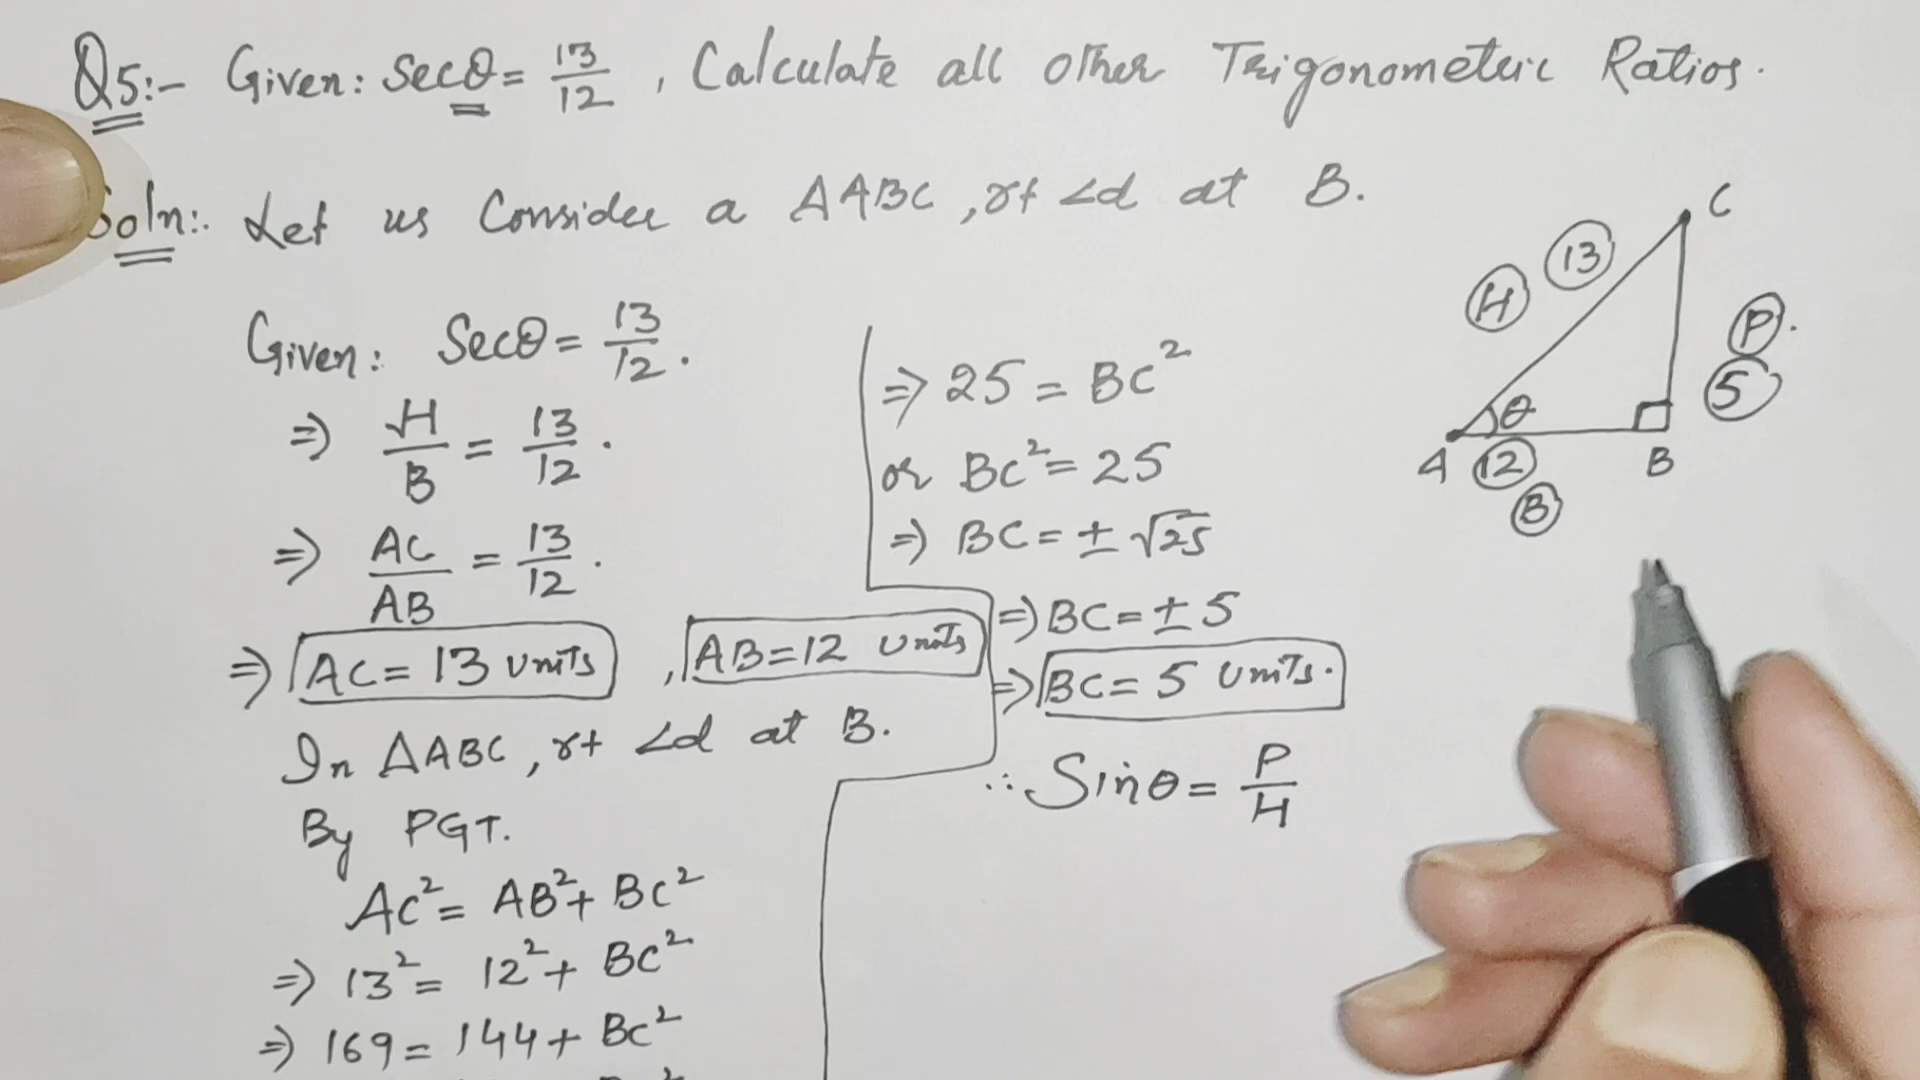 Q5:- Given: secθ = 13/12, Calculate all other Trigonometric Ratios.
Soln:. Let us Consider a ΔABC, rt ∠d at B.
Given: Secθ = 13/12.
⇒ H/B = 13/12.
⇒ AC/AB = 13/12.
⇒ AC = 13 units, AB = 12 Units
In ΔABC, rt ∠d at B.
By PGT.
AC² = AB² + BC²
⇒ 13² = 12² + BC²
⇒ 169 = 144 + BC²
⇒ 25 = BC²
or BC² = 25
⇒ BC = ± √25
⇒ BC = ± 5
⇒ BC = 5 Units.
∴ Sinθ = P/H
C
13
H
P.
5
θ
A
12
B
B